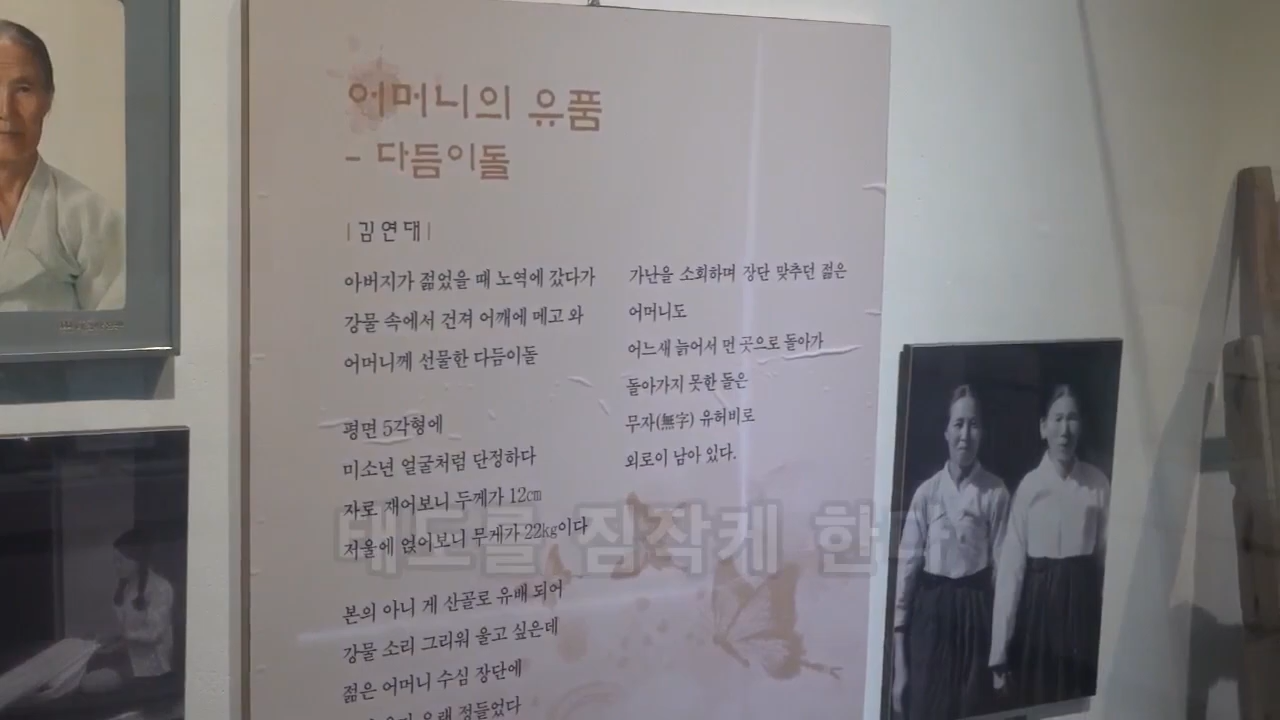 어머니의 유품
- 다듬이돌
| 김연대 |
아버지가 젊었을 때 노역에 갔다가
강물 속에서 건져 어깨에 메고 와
어머니께 선물한 다듬이돌
평면 5각형에
미소년 얼굴처럼 단정하다
자로 재어보니 두게가 12㎝
저울에 얹어보니 무게가 22㎏이다
본의 아니 게 산골로 유배 되어
강물 소리 그리워 울고 싶은데
젊은 어머니 수심 장단에
오래 정들었다
가난을 소회하며 장단 맞추던 젊은
어머니도
어느새 늙어서 먼 곳으로 돌아가
돌아가지 못한 돌은
무자(無字) 유허비로
외로이 남아 있다.
짐작케 한다